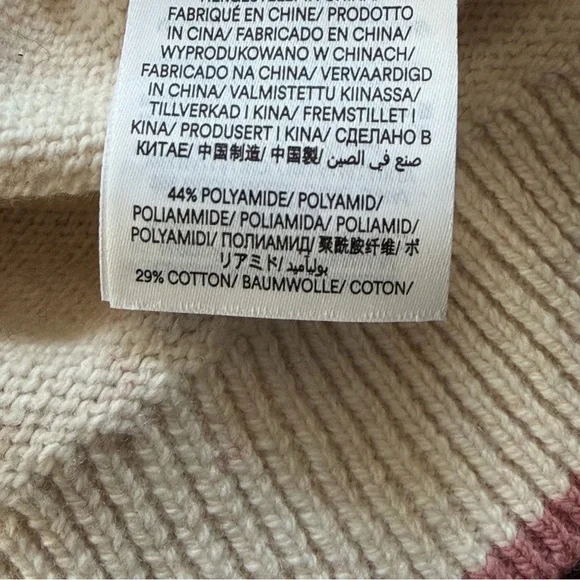 FABRIQUÉ EN CHINE/ PRODOTTO
IN CINA/ FABRICADO EN CHINA/
WYPRODUKOWANO W CHINACH/
FABRICADO NA CHINA/ VERVAARDIGD
IN CHINA/ VALMISTETTU KIINASSA/
TILLVERKAD I KINA/ FREMSTILLET I
KINA/ PRODUSERT I KINA/ СДЕЛАНО В
КИТАЕ/ 中国制造/ 中国製/ صنع في الصين
44% POLYAMIDE/ POLYAMID/
POLIAMMIDE/ POLIAMIDA/ POLIAMID/
POLYAMIDI/ ПОЛИАМИД/ 聚酰胺纤维/ ポ
リアミド/ بولياميد/
29% COTTON/ BAUMWOLLE/ COTON/